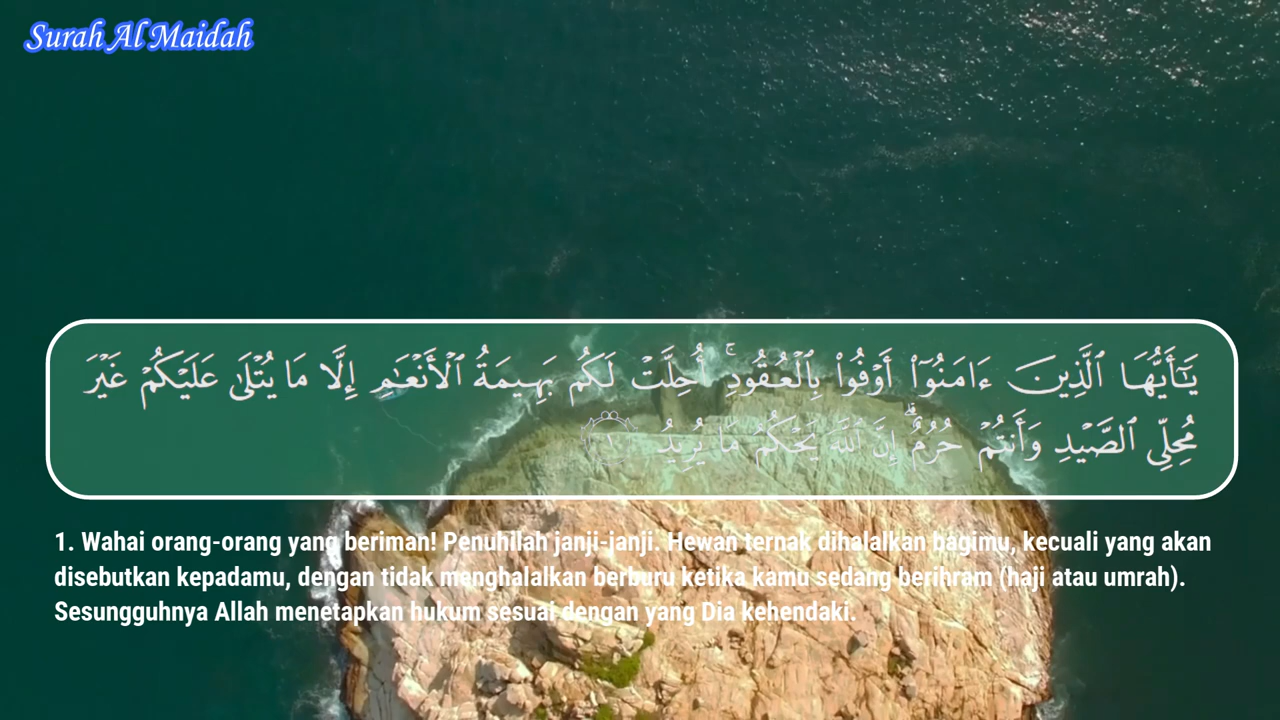 Surah Al Maidah
يَـٰٓأَيُّهَا ٱلَّذِينَ ءَامَنُوٓا۟ أَوْفُوا۟ بِٱلْعُقُودِ ۚ أُحِلَّتْ لَكُم بَهِيمَةُ ٱلْأَنْعَـٰمِ إِلَّا مَا يُتْلَىٰ عَلَيْكُمْ غَيْرَ
مُحِلِّى ٱلصَّيْدِ وَأَنتُمْ حُرُمٌ ۗ إِنَّ ٱللَّهَ يَحْكُمُ مَا يُرِيدُ ١
1. Wahai orang-orang yang beriman! Penuhilah janji-janji. Hewan ternak dihalalkan bagimu, kecuali yang akan
disebutkan kepadamu, dengan tidak menghalalkan berburu ketika kamu sedang berihram (haji atau umrah).
Sesungguhnya Allah menetapkan hukum sesuai dengan yang Dia kehendaki.